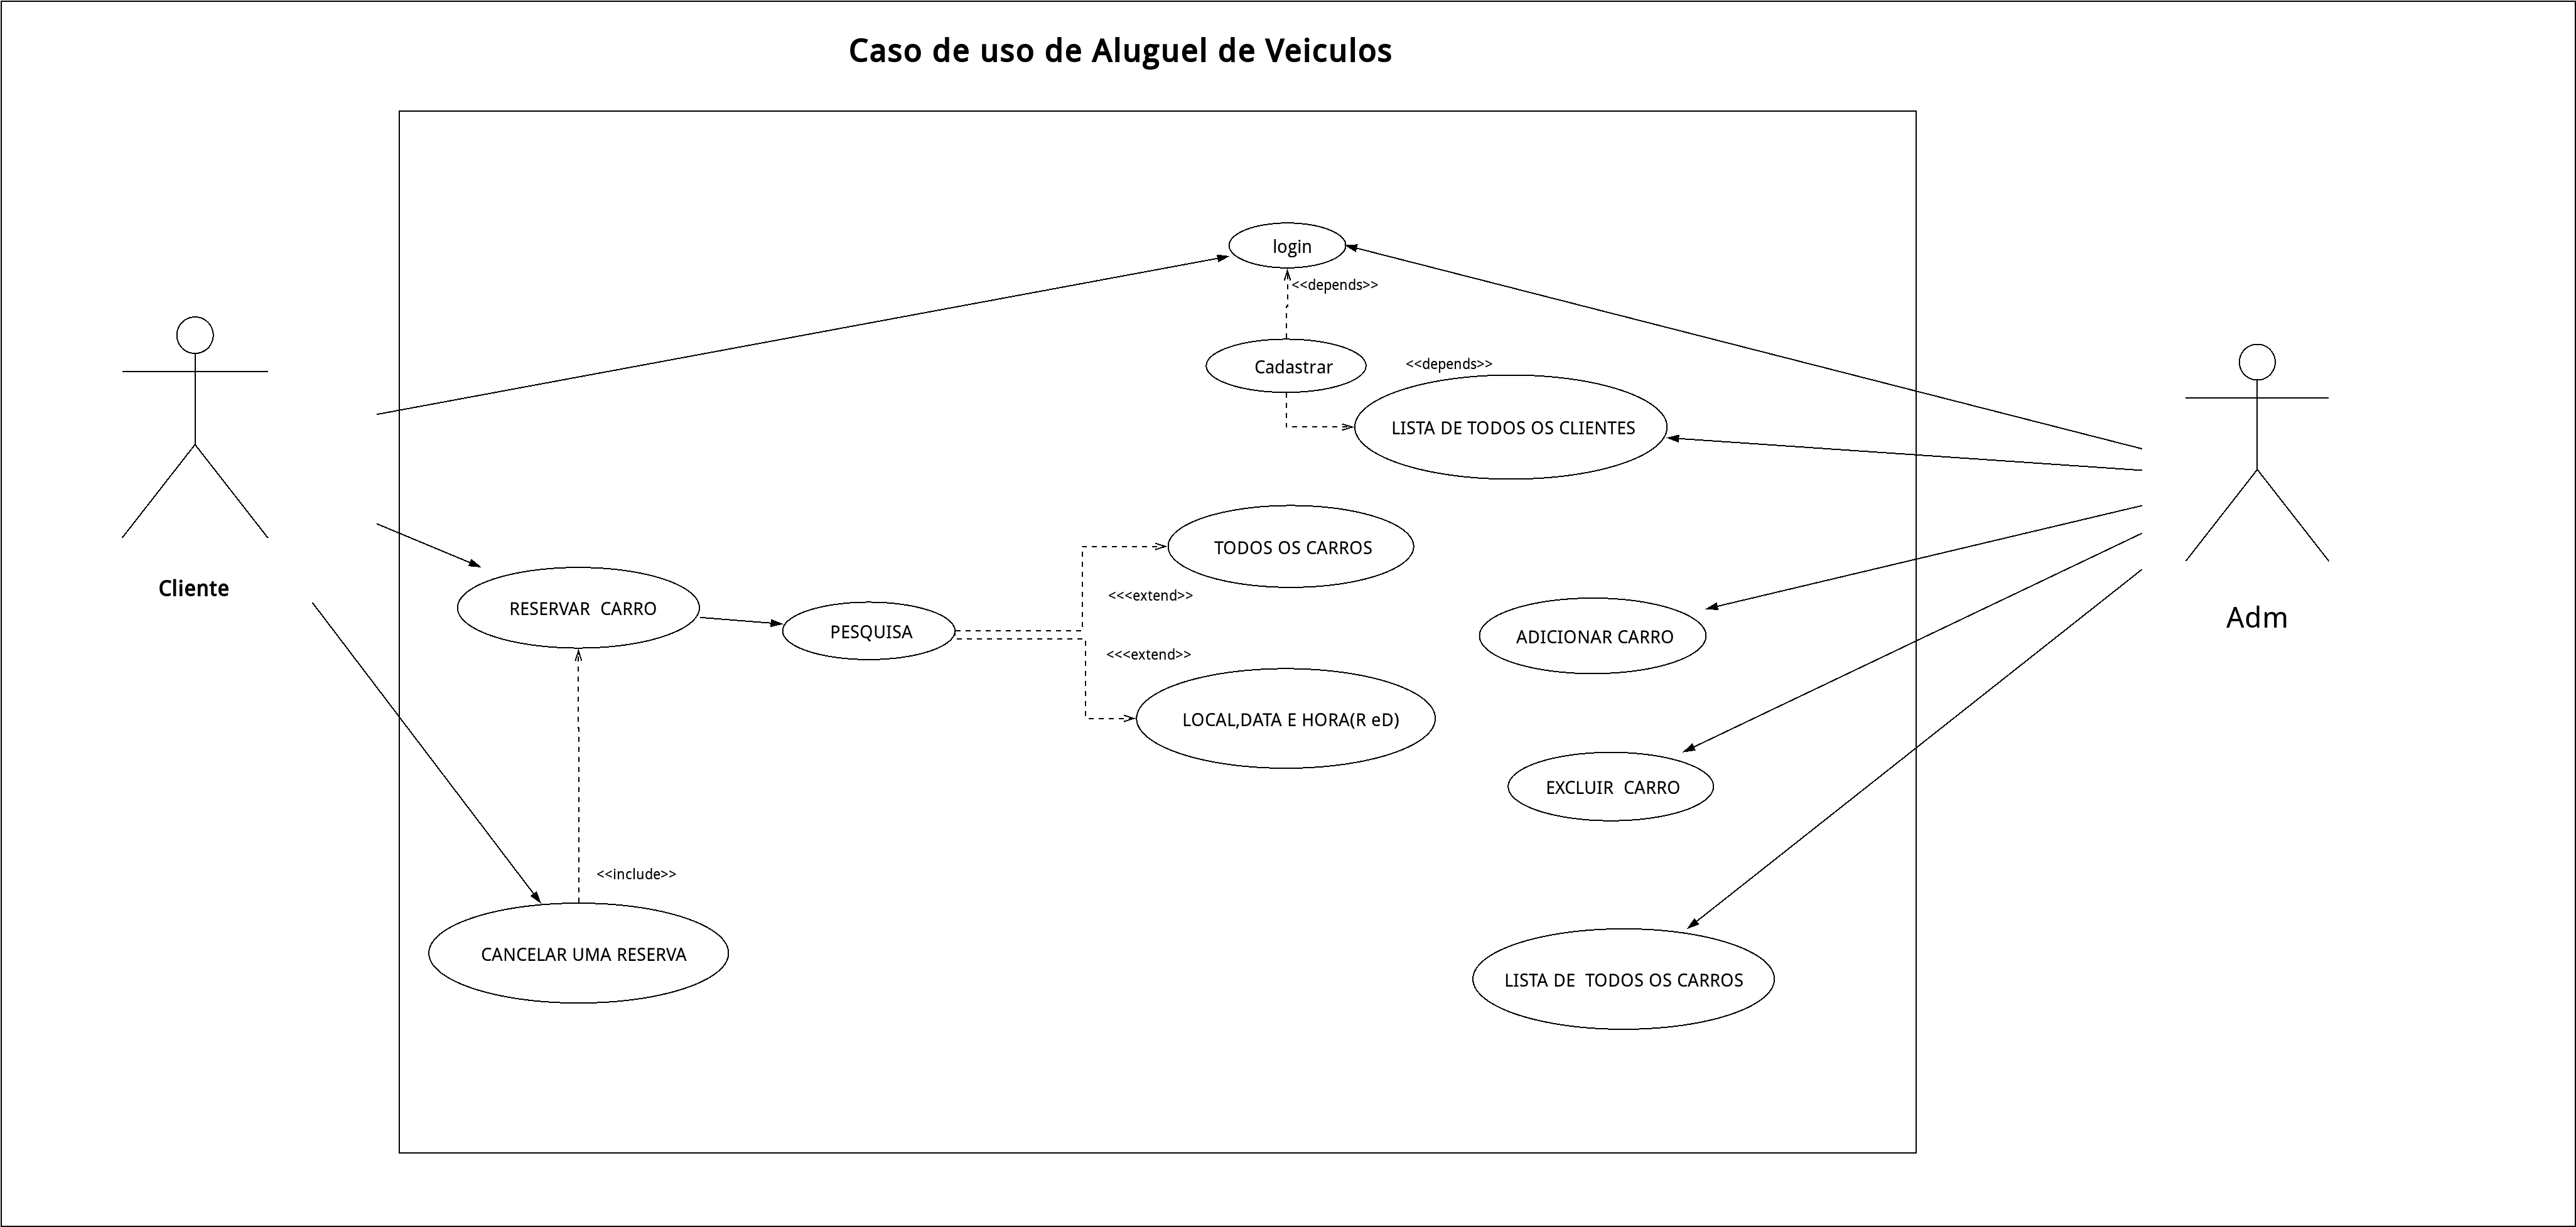 Caso de uso de Aluguel de Veiculos
login
<<depends>>
Cadastrar
<<depends>>
LISTA DE TODOS OS CLIENTES
TODOS OS CARROS
Cliente
<<<extend>>
RESERVAR  CARRO
PESQUISA
ADICIONAR CARRO
Adm
<<<extend>>
LOCAL,DATA E HORA(R eD)
EXCLUIR  CARRO
<<include>>
CANCELAR UMA RESERVA
LISTA DE  TODOS OS CARROS